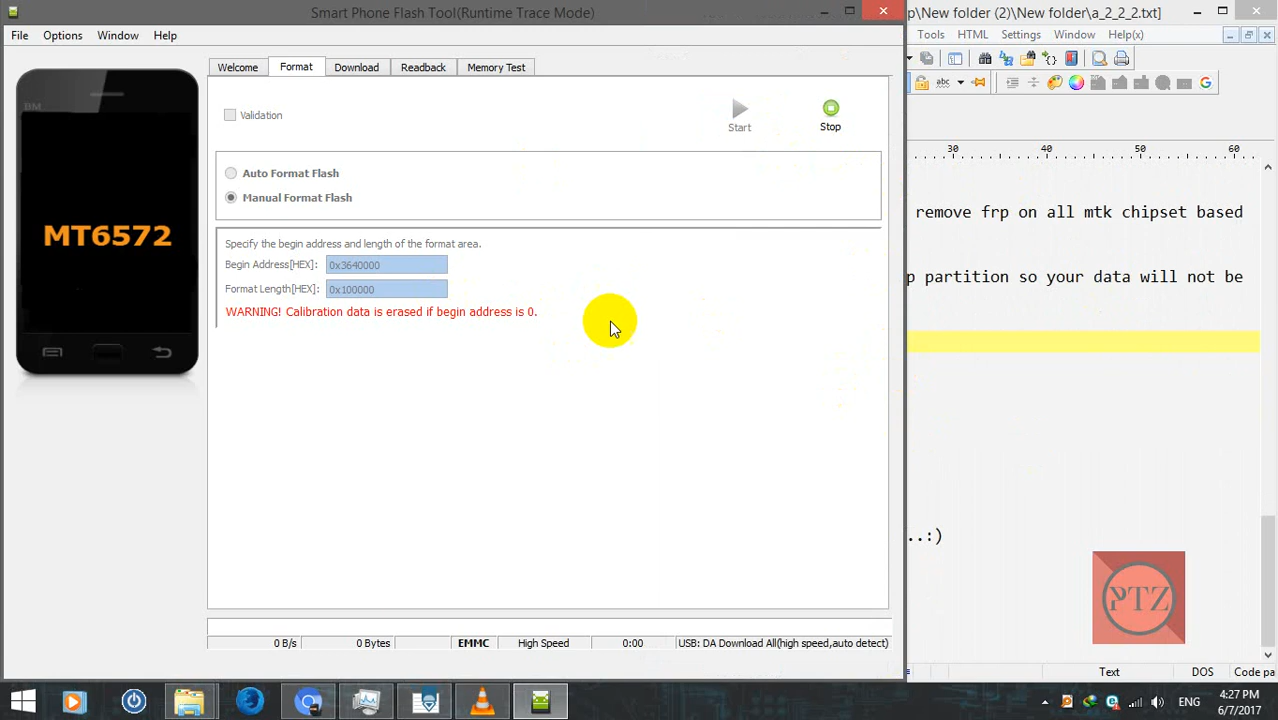 Smart Phone Flash Tool(Runtime Trace Mode)
p\New folder (2)\New folder\a_2_2_2.txt]
File Options Window Help
Tools HTML Settings Window Help(x)
Welcome Format Download Readback Memory Test
BM
Validation
Start
Stop
30 40 50 60
Auto Format Flash
Manual Format Flash
remove frp on all mtk chipset based
MT6572
Specify the begin address and length of the format area.
Begin Address[HEX]: 0x3640000
p partition so your data will not be
Format Length[HEX]: 0x100000
WARNING! Calibration data is erased if begin address is 0.
..:)
PTZ
0 B/s 0 Bytes EMMC High Speed 0:00 USB: DA Download All(high speed,auto detect)
Text DOS Code pa
ENG
4:27 PM
6/7/2017